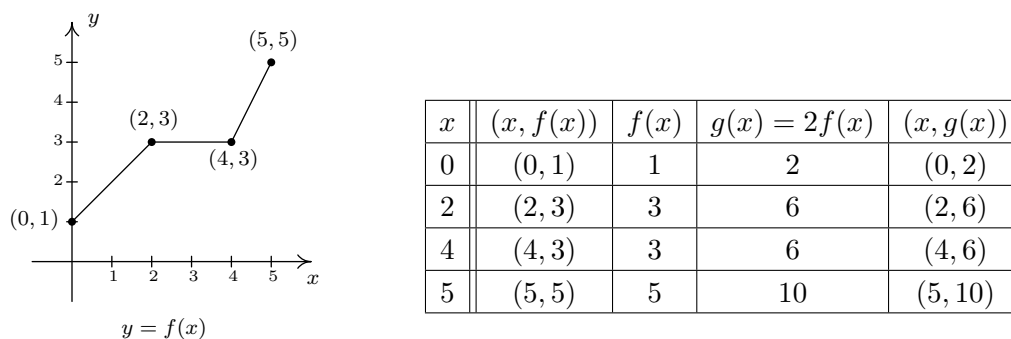 y
(5, 5)
5
4
(2, 3)
3
(4, 3)
2
(0, 1)
1 2 3 4 5
x
y = f(x)
x (x, f(x)) f(x) g(x) = 2f(x) (x, g(x))
0 (0, 1) 1 2 (0, 2)
2 (2, 3) 3 6 (2, 6)
4 (4, 3) 3 6 (4, 6)
5 (5, 5) 5 10 (5, 10)